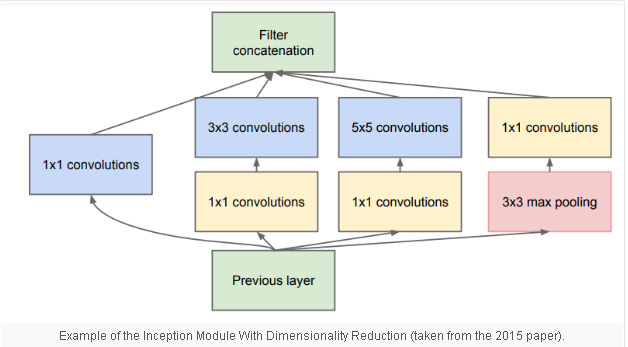 Filter
concatenation
3x3 convolutions
5x5 convolutions
1x1 convolutions
1x1 convolutions
1x1 convolutions
1x1 convolutions
3x3 max pooling
Previous layer
Example of the Inception Module With Dimensionality Reduction (taken from the 2015 paper).